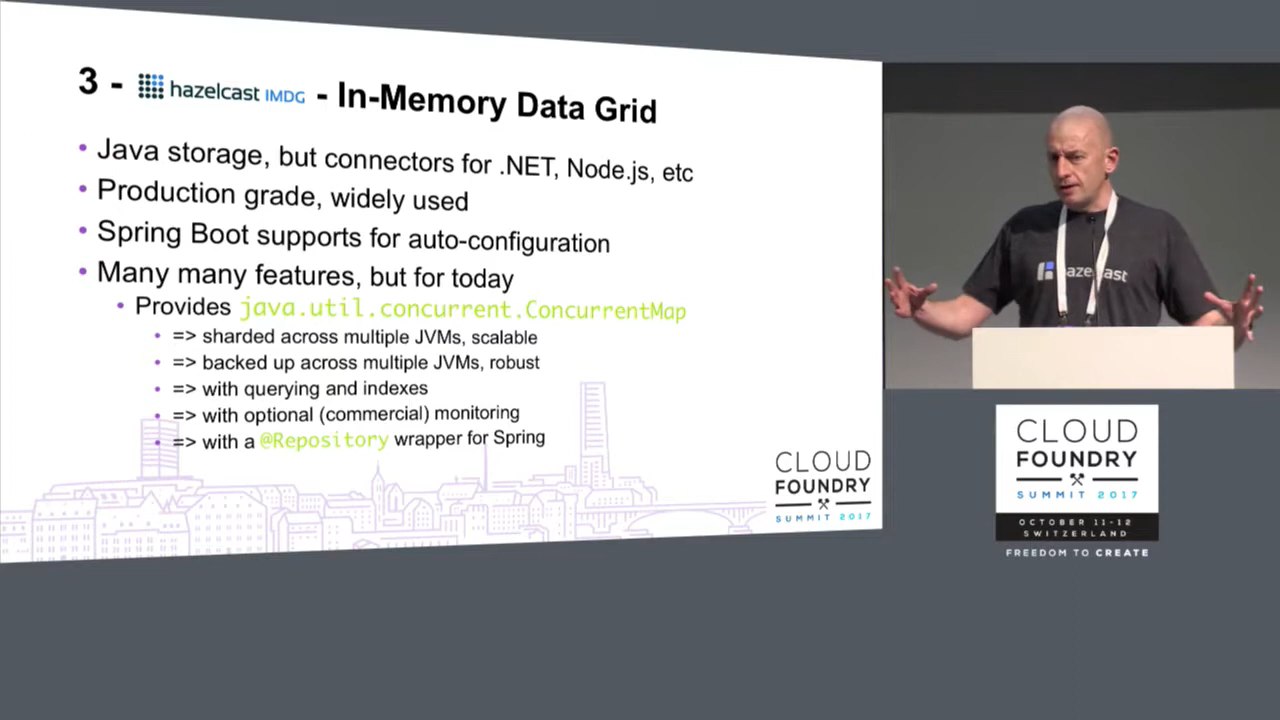 3 - hazelcast IMDG - In-Memory Data Grid
• Java storage, but connectors for .NET, Node.js, etc
• Production grade, widely used
• Spring Boot supports for auto-configuration
• Many many features, but for today
• Provides java.util.concurrent.ConcurrentMap
• => sharded across multiple JVMs, scalable
• => backed up across multiple JVMs, robust
• => with querying and indexes
• => with optional (commercial) monitoring
• => with a @Repository wrapper for Spring
CLOUD
FOUNDRY
SUMMIT 2017
hazelcast
CLOUD
FOUNDRY
SUMMIT 2017
OCTOBER 11-12
SWITZERLAND
FREEDOM TO CREATE